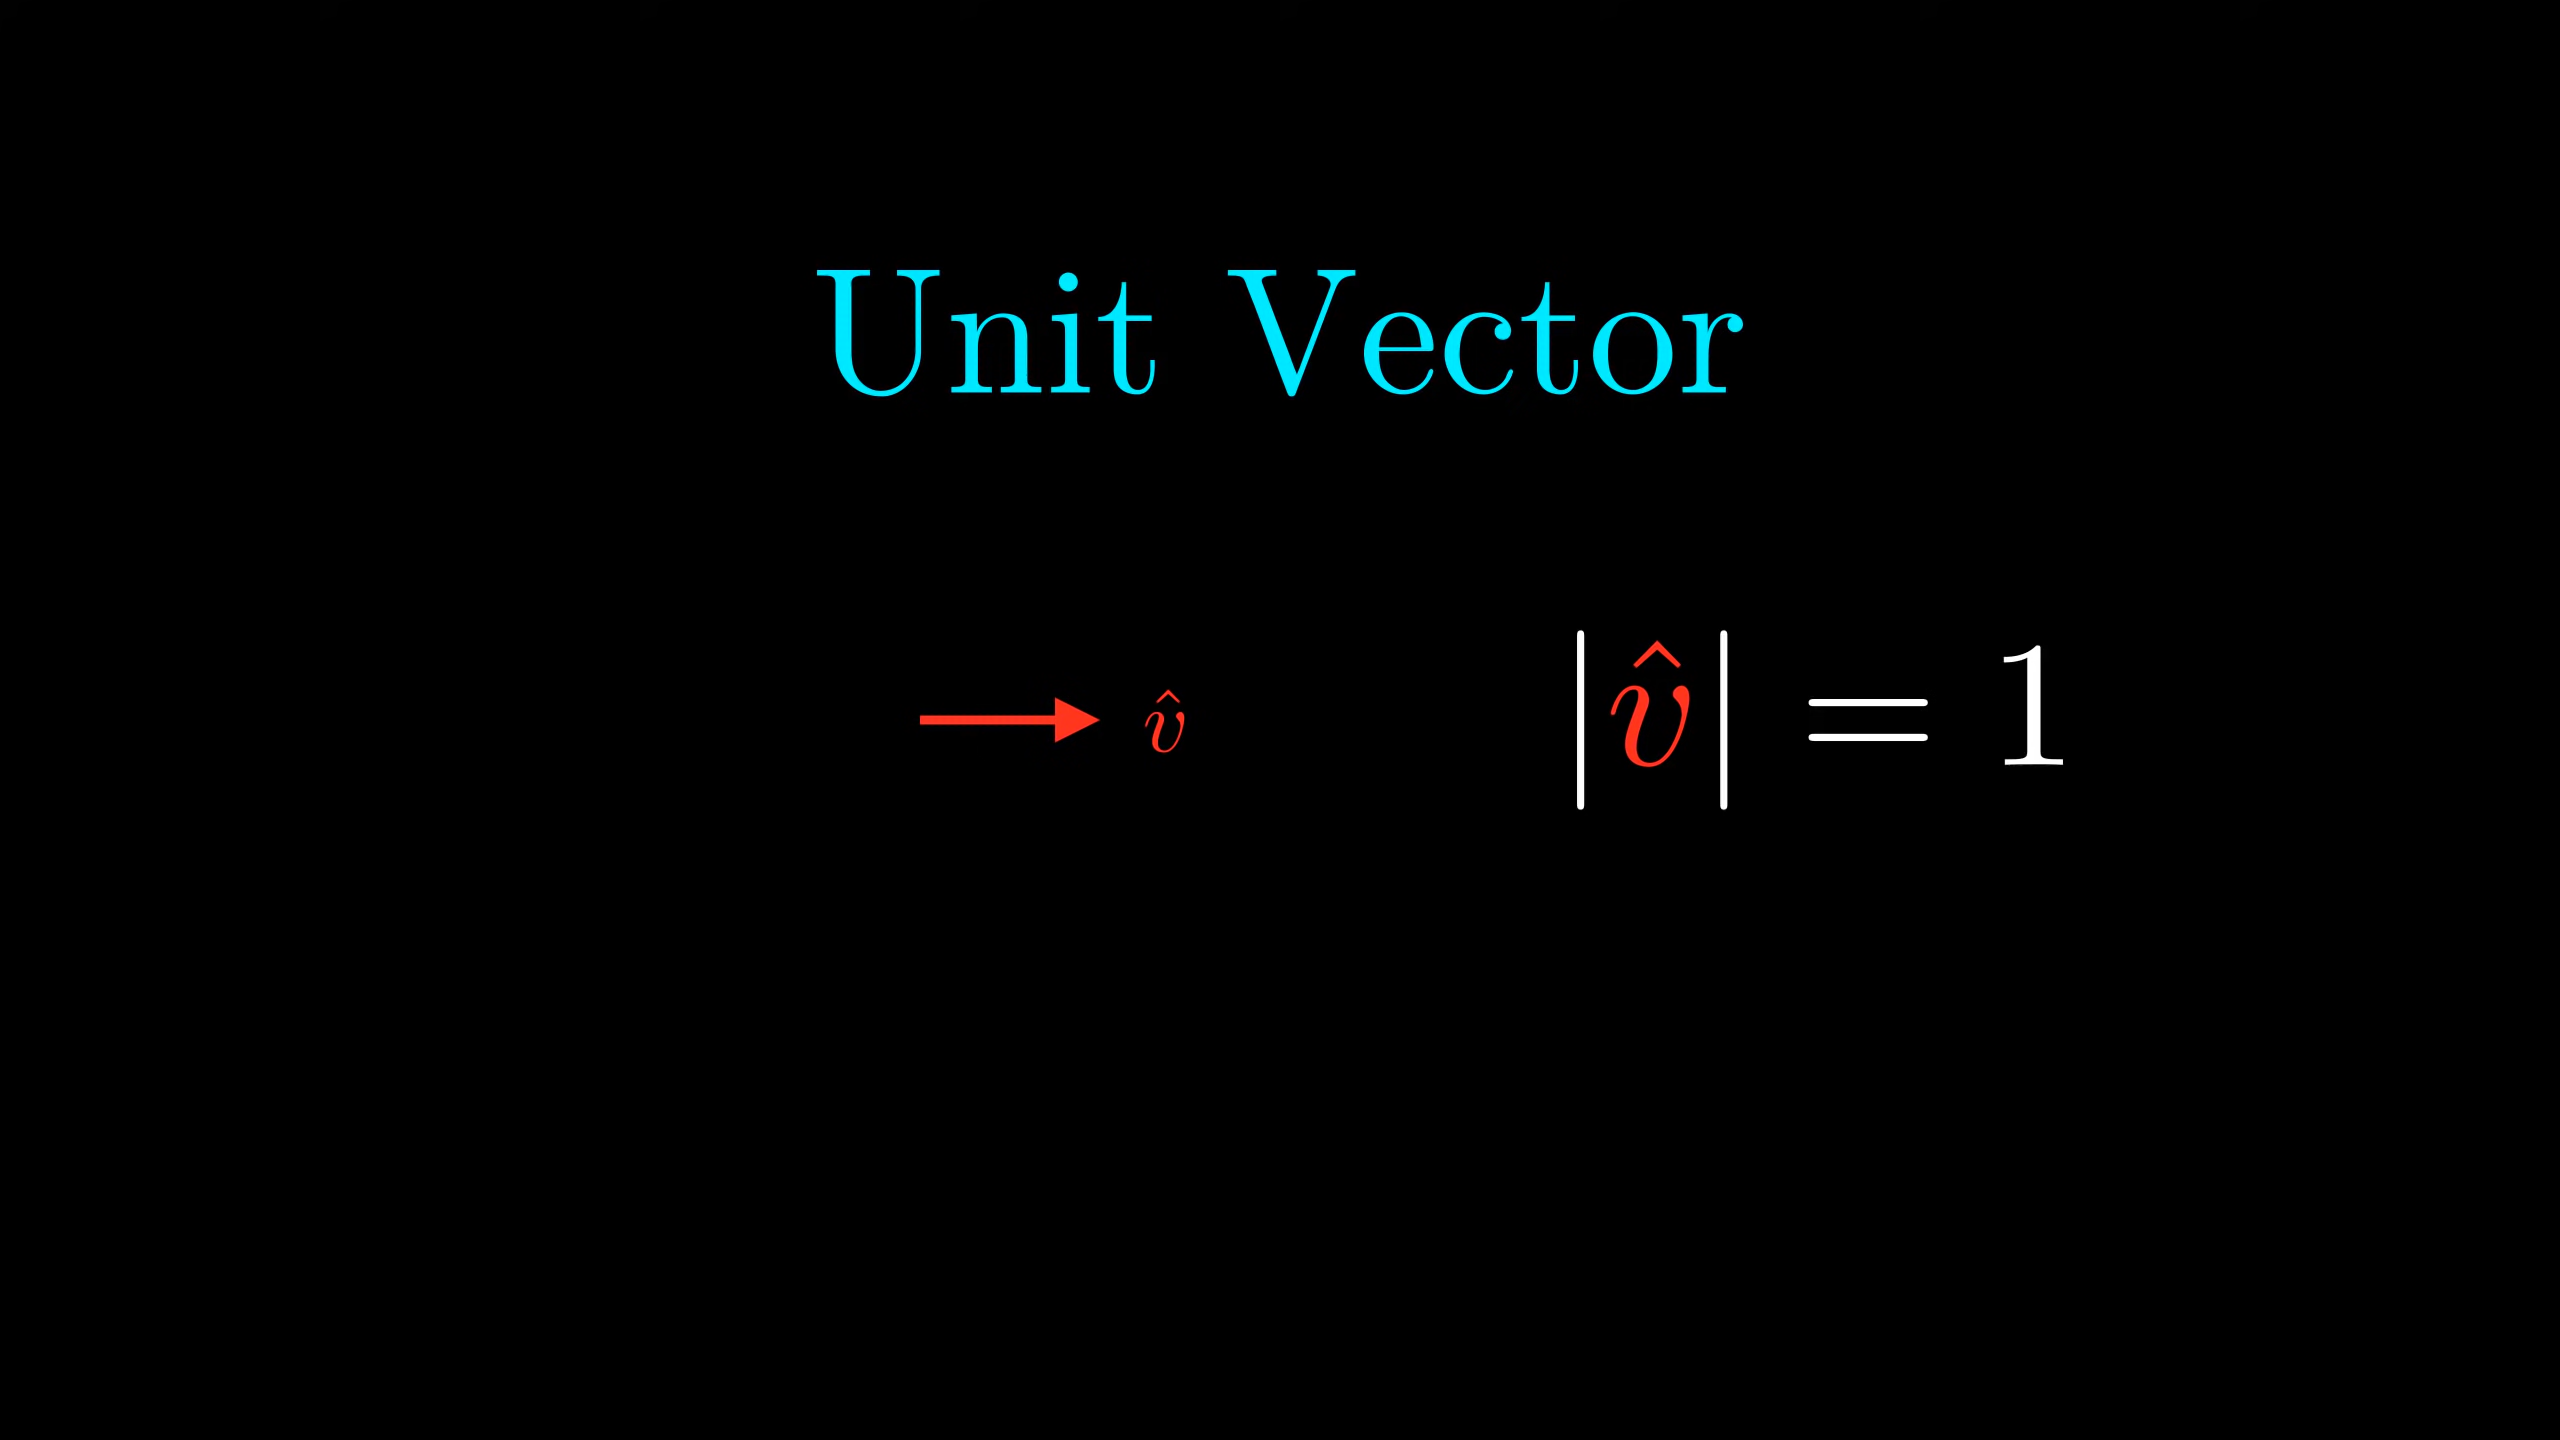 Unit Vector
v̂
|v̂| = 1